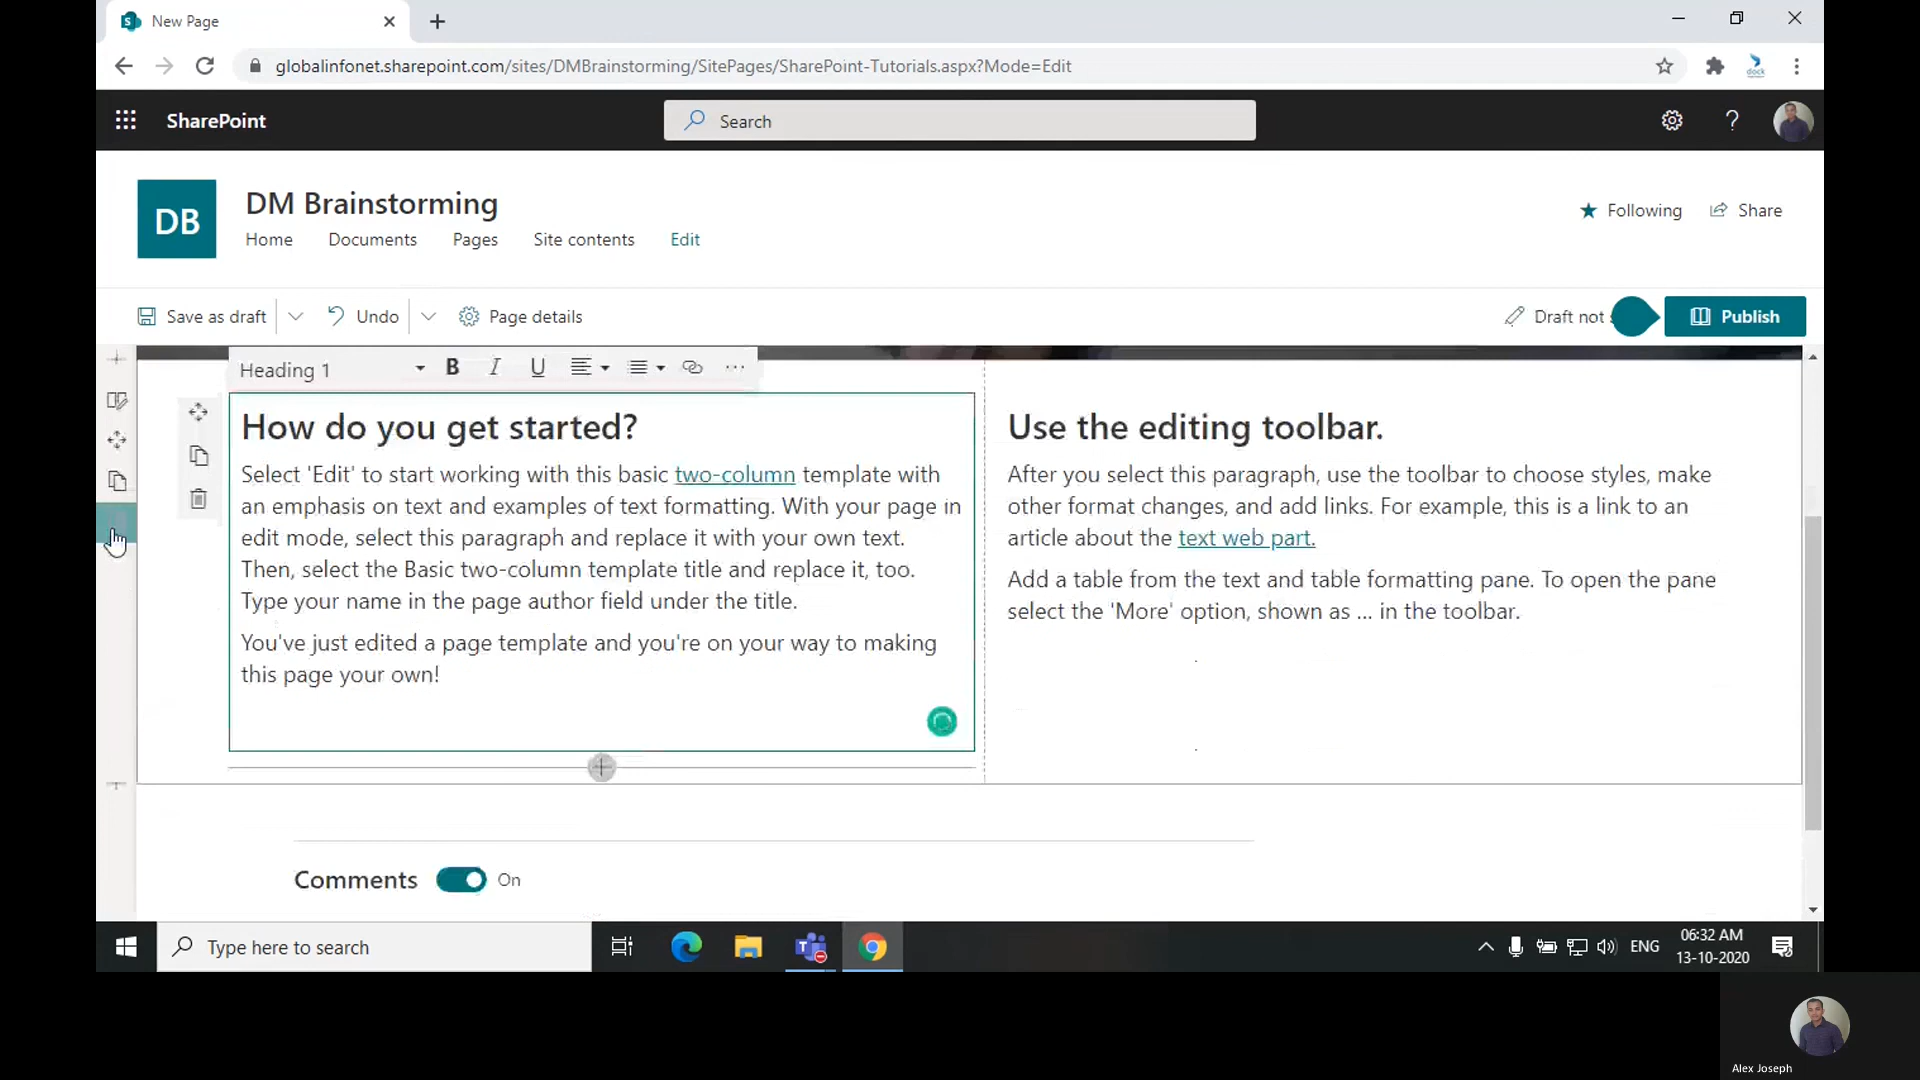 New Page
globalinfonet.sharepoint.com/sites/DMBrainstorming/SitePages/SharePoint-Tutorials.aspx?Mode=Edit
dock
SharePoint
Search
DB
DM Brainstorming
Following
Share
Home
Documents
Pages
Site contents
Edit
Save as draft
Undo
Page details
Draft not
Publish
Heading 1
B I U
How do you get started?
Select 'Edit' to start working with this basic two-column template with
an emphasis on text and examples of text formatting. With your page in
edit mode, select this paragraph and replace it with your own text.
Then, select the Basic two-column template title and replace it, too.
Type your name in the page author field under the title.
You've just edited a page template and you're on your way to making
this page your own!
Use the editing toolbar.
After you select this paragraph, use the toolbar to choose styles, make
other format changes, and add links. For example, this is a link to an
article about the text web part.
Add a table from the text and table formatting pane. To open the pane
select the 'More' option, shown as ... in the toolbar.
Comments
On
Type here to search
ENG
06:32 AM
13-10-2020
Alex Joseph